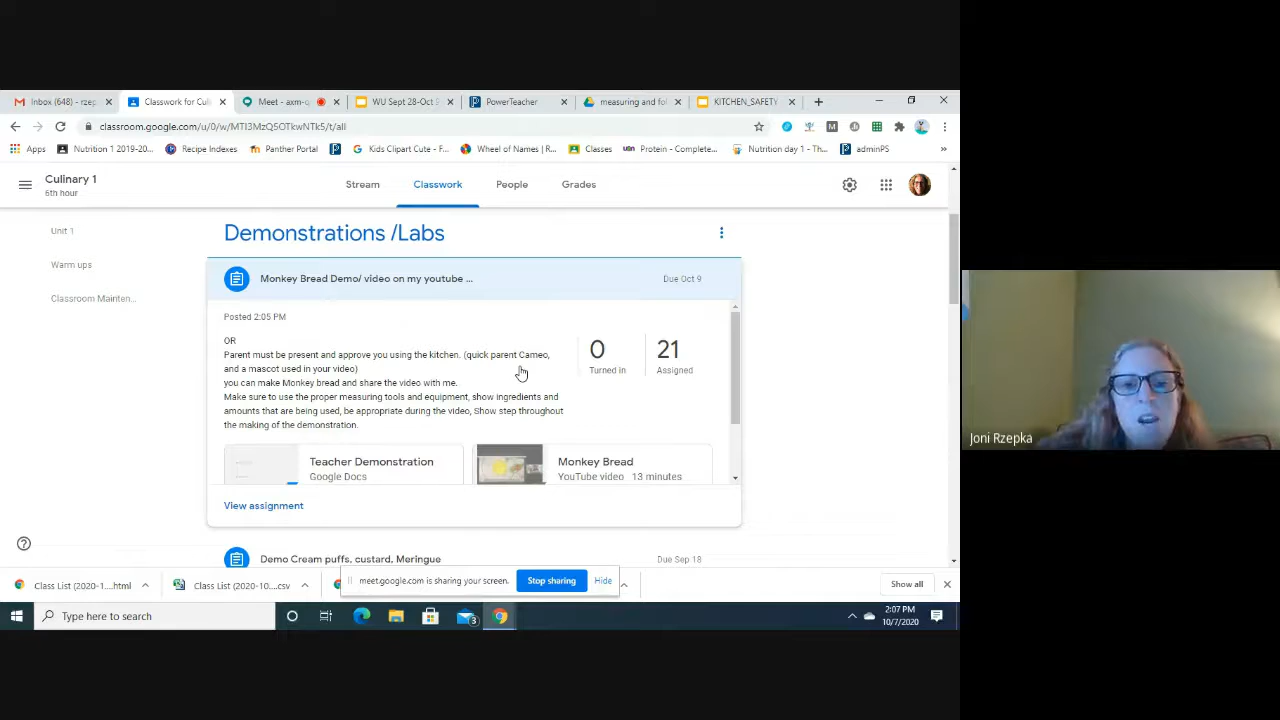 Inbox (648) - rzep
Classwork for Culi
Meet - axm-q
WU Sept 28-Oct 9
PowerTeacher
measuring and fo
KITCHEN_SAFETY
classroom.google.com/u/0/w/MTI3MzQ5OTkwNTk5/t/all
Apps
Nutrition 1 2019-20...
Recipe Indexes
Panther Portal
Kids Clipart Cute - F...
Wheel of Names | R...
Classes
Protein - Complete...
Nutrition day 1 - Th...
adminPS
Culinary 1
6th hour
Stream
Classwork
People
Grades
Unit 1
Warm ups
Classroom Mainten...
Demonstrations /Labs
Monkey Bread Demo/ video on my youtube ...
Due Oct 9
Posted 2:05 PM
OR
Parent must be present and approve you using the kitchen. (quick parent Cameo,
and a mascot used in your video)
you can make Monkey bread and share the video with me.
Make sure to use the proper measuring tools and equipment, show ingredients and
amounts that are being used, be appropriate during the video, Show step throughout
the making of the demonstration.
0
Turned in
21
Assigned
Teacher Demonstration
Google Docs
Monkey Bread
YouTube video 13 minutes
View assignment
Demo Cream puffs, custard, Meringue
Due Sep 18
Class List (2020-1....html
Class List (2020-10....csv
meet.google.com is sharing your screen.
Stop sharing
Hide
Show all
Type here to search
3
2:07 PM
10/7/2020
Joni Rzepka